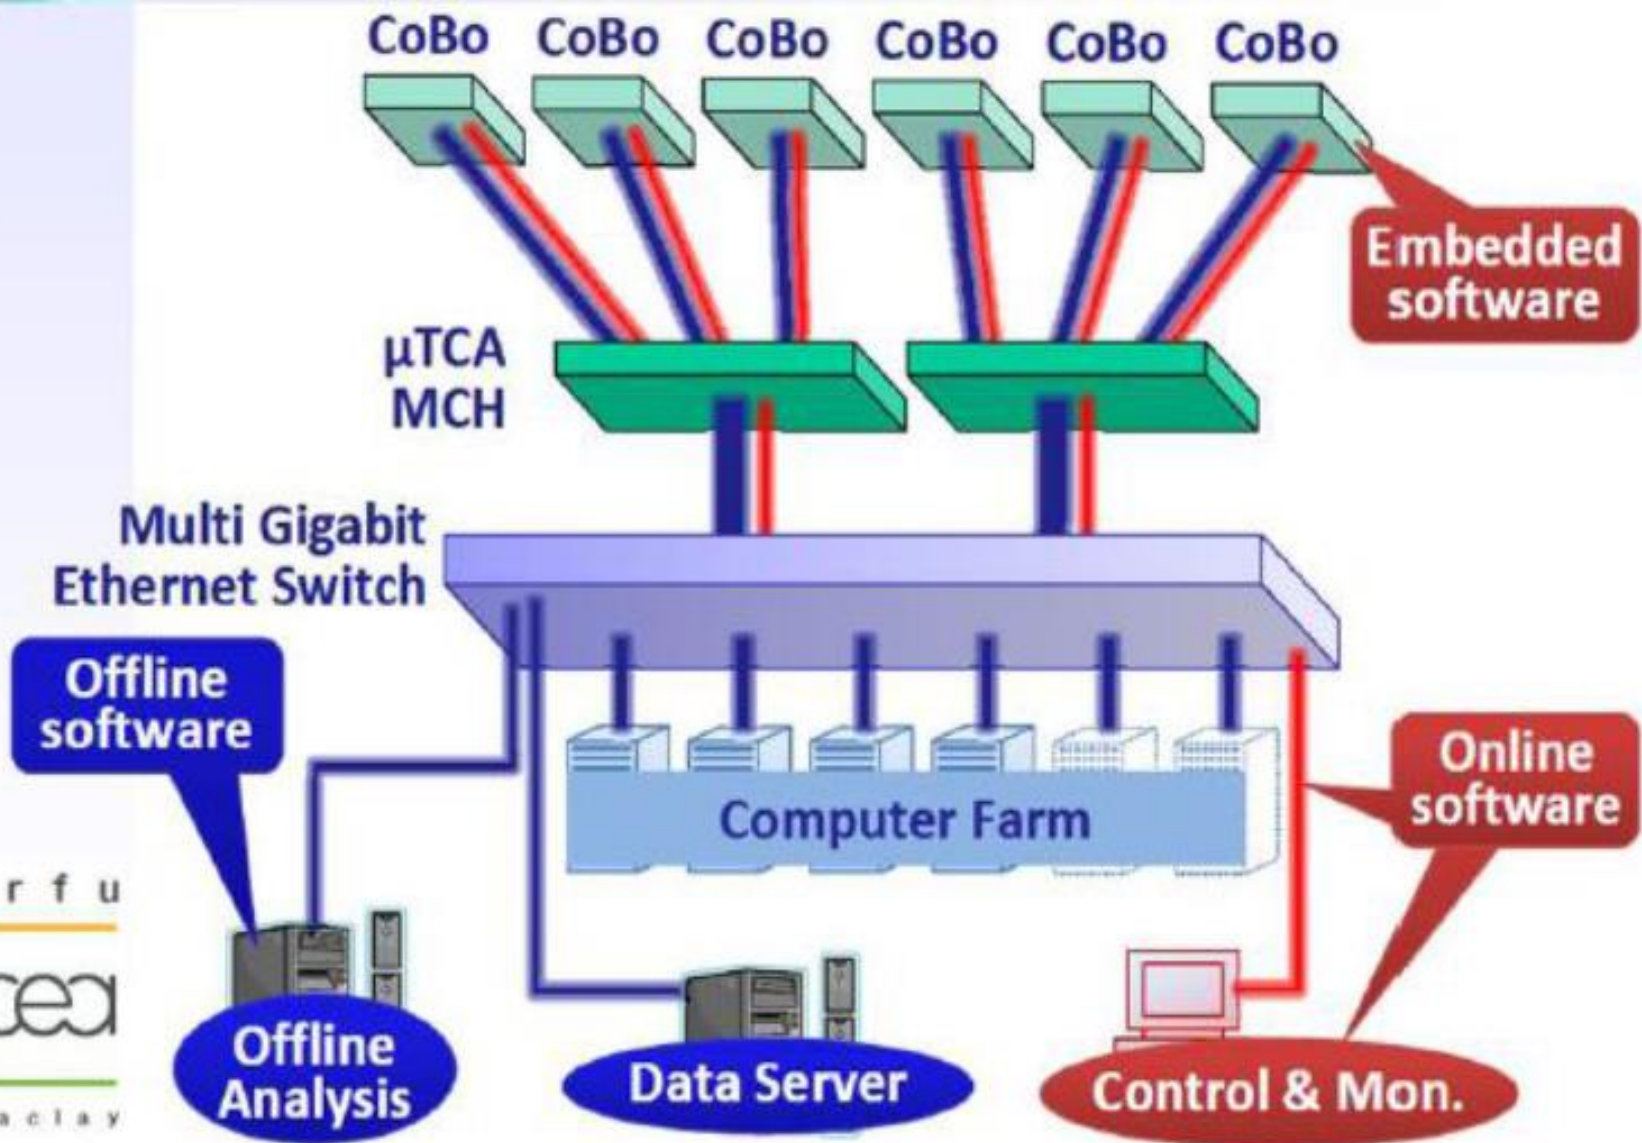 CoBo CoBo CoBo CoBo CoBo CoBo
Embedded
software
µTCA
MCH
Multi Gigabit
Ethernet Switch
Offline
software
Online
software
Computer Farm
r f u
cea
a c l a y
Offline
Analysis
Data Server
Control & Mon.